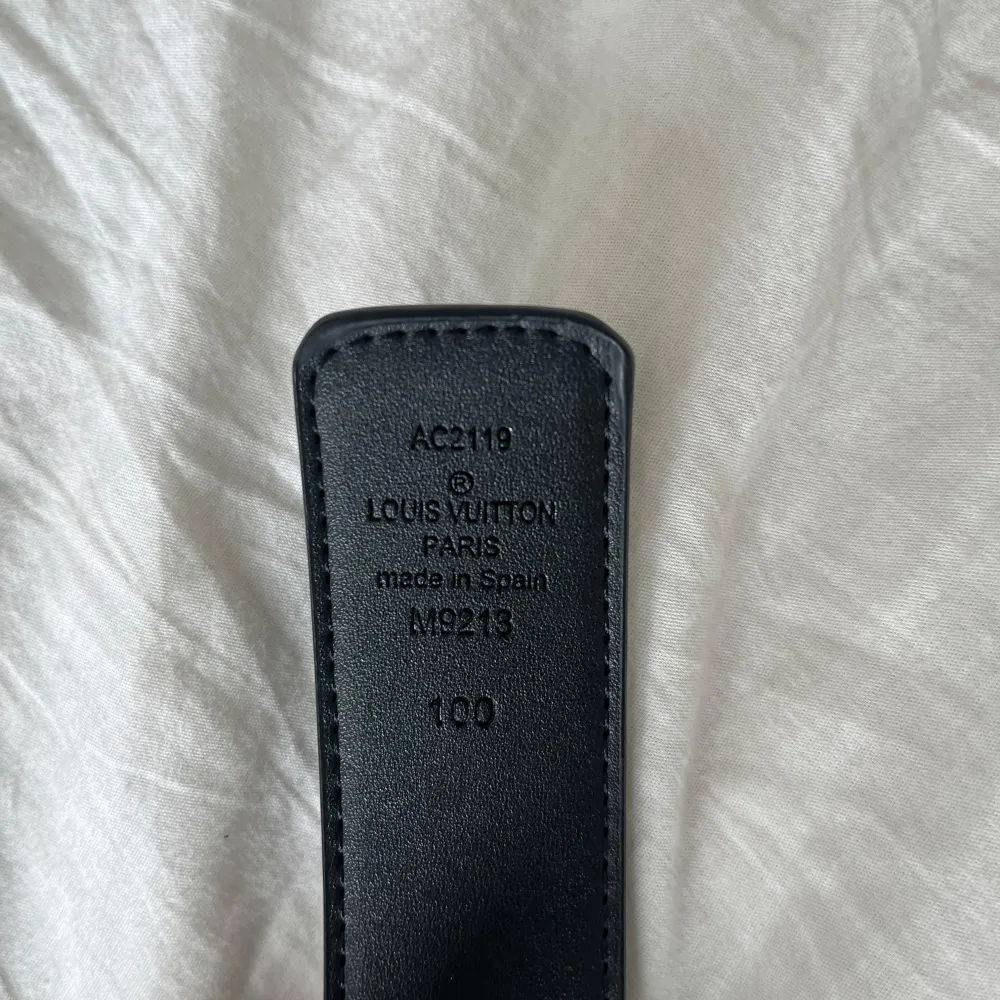 AC2119
®
LOUIS VUITTON
PARIS
made in Spain
M9213
100